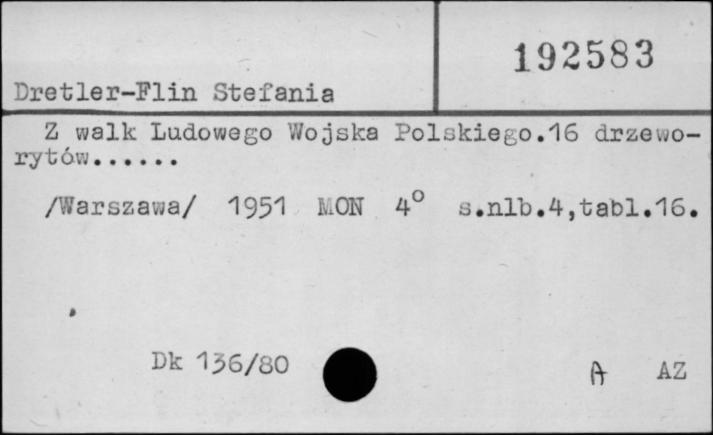 192583
Dretler-Flin Stefania
Z walk Ludowego Wojska Polskiego.16 drzewo-
rytów......
/Warszawa/ 1951 MON 4° s.nlb.4,tabl.16.
Dk 136/80
A AZ